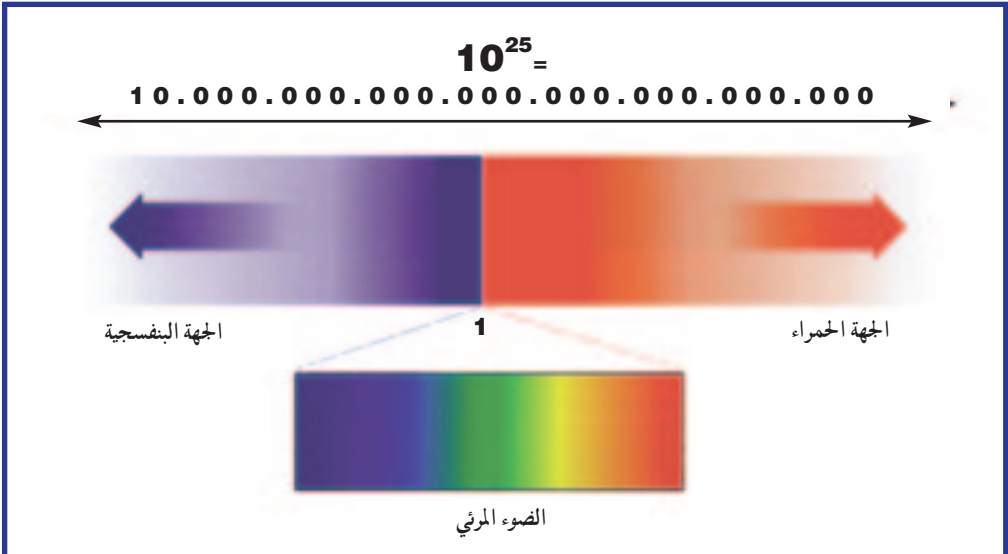 10²⁵=
10.000.000.000.000.000.000.000.000
الجهة البنفسجية
1
الجهة الحمراء
الضوء المرئي